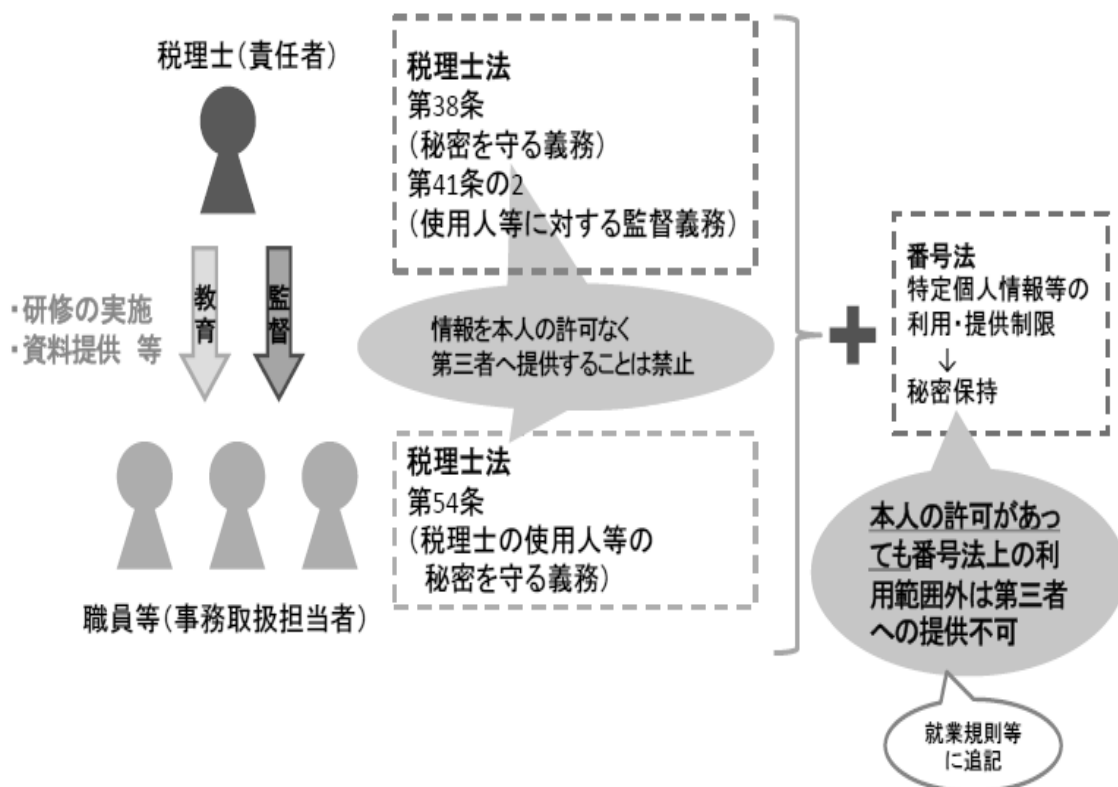 税理士(責任者)
・研修の実施
・資料提供 等
教育
監督
職員等(事務取扱担当者)
税理士法
第38条
(秘密を守る義務)
第41条の2
(使用人等に対する監督義務)
情報を本人の許可なく
第三者へ提供することは禁止
税理士法
第54条
(税理士の使用人等の
秘密を守る義務)
番号法
特定個人情報等の
利用・提供制限
↓
秘密保持
本人の許可があっ
ても番号法上の利
用範囲外は第三者
への提供不可
就業規則等
に追記